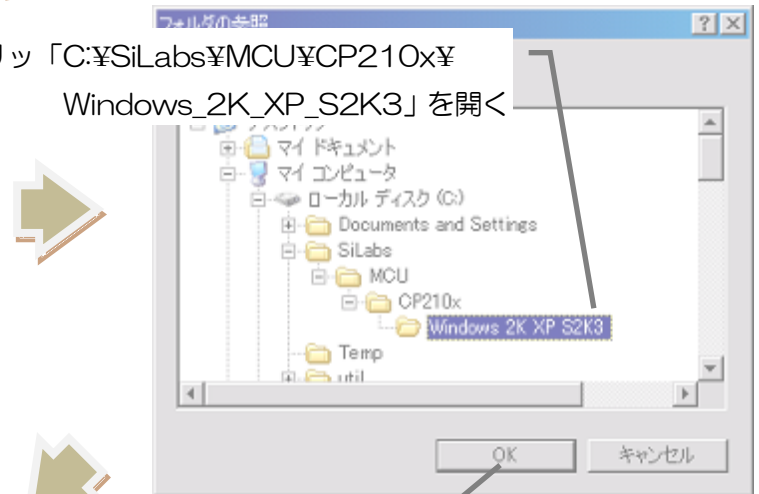 フォルダの参照
リッ「C:¥SiLabs¥MCU¥CP210x¥
Windows_2K_XP_S2K3」を開く
マイ ドキュメント
マイ コンピュータ
ローカル ディスク (C:)
Documents and Settings
SiLabs
MCU
CP210x
Windows 2K XP S2K3
Temp
util
OK
キャンセル